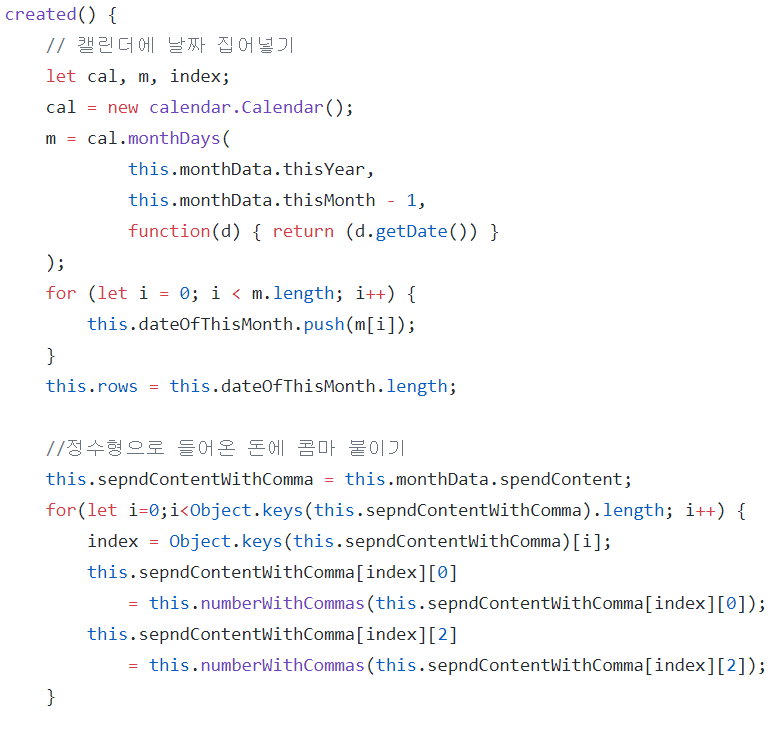 created() {
    // 캘린더에 날짜 집어넣기
    let cal, m, index;
    cal = new calendar.Calendar();
    m = cal.monthDays(
            this.monthData.thisYear,
            this.monthData.thisMonth - 1,
            function(d) { return (d.getDate()) }
    );
    for (let i = 0; i < m.length; i++) {
        this.dateOfThisMonth.push(m[i]);
    }
    this.rows = this.dateOfThisMonth.length;

    //정수형으로 들어온 돈에 콤마 붙이기
    this.sepndContentWithComma = this.monthData.spendContent;
    for(let i=0;i<Object.keys(this.sepndContentWithComma).length; i++) {
        index = Object.keys(this.sepndContentWithComma)[i];
        this.sepndContentWithComma[index][0]
            = this.numberWithCommas(this.sepndContentWithComma[index][0]);
        this.sepndContentWithComma[index][2]
            = this.numberWithCommas(this.sepndContentWithComma[index][2]);
    }